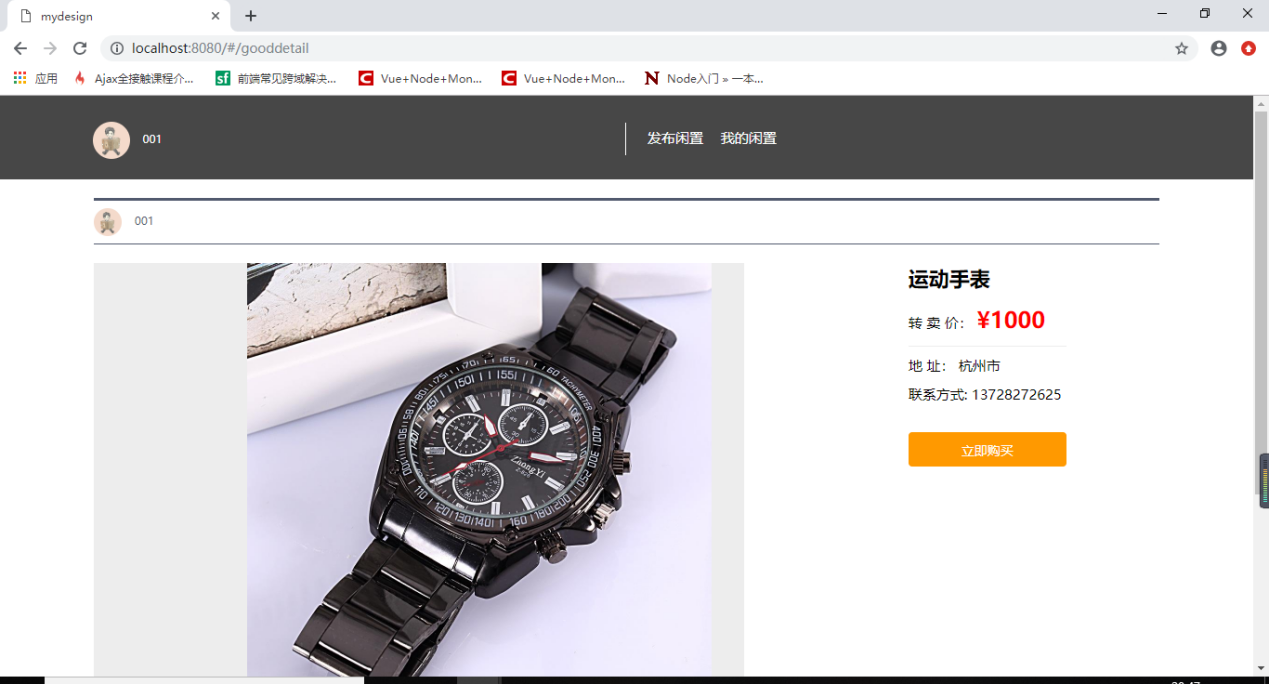 mydesign
localhost:8080/#/gooddetail
应用 Ajax全接触课程介... 前端常见跨域解决... Vue+Node+Mon... Vue+Node+Mon... Node入门 » 一本...
001 发布闲置 我的闲置
001
运动手表
转 卖 价: ¥1000
地 址: 杭州市
联系方式: 13728272625
立即购买
TACHYMETER
ZhongYi